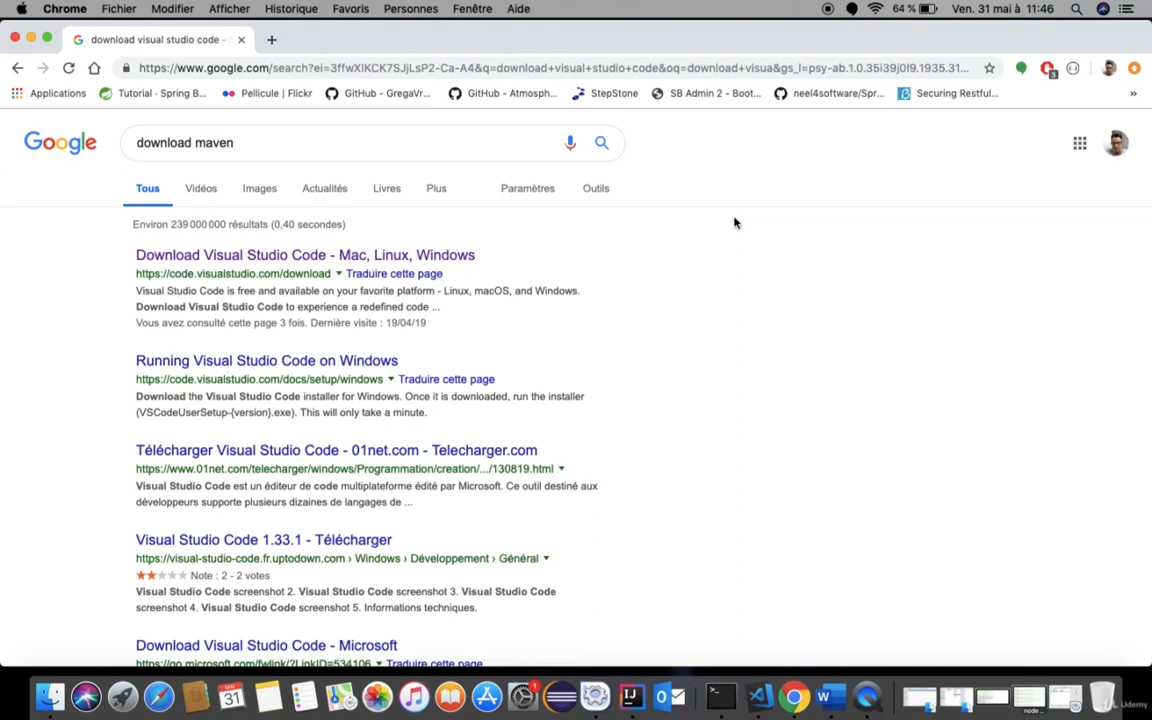 Chrome Fichier Modifier Afficher Historique Favoris Personnes Fenêtre Aide 64 % Ven. 31 mai à 11:46
download visual studio code -
https://www.google.com/search?ei=3ffwXIKCK7SJjLsP2-Ca-A4&q=download+visual+studio+code&oq=download+visua&gs_l=psy-ab.1.0.35i39j0l9.1935.31...
Applications Tutorial · Spring B... Pellicule | Flickr GitHub - GregaVr... GitHub - Atmosph... StepStone SB Admin 2 - Boot... neel4software/Spr... Securing Restful... »
Google download maven
Tous Vidéos Images Actualités Livres Plus Paramètres Outils
Environ 239 000 000 résultats (0,40 secondes)
Download Visual Studio Code - Mac, Linux, Windows
https://code.visualstudio.com/download Traduire cette page
Visual Studio Code is free and available on your favorite platform - Linux, macOS, and Windows.
Download Visual Studio Code to experience a redefined code ...
Vous avez consulté cette page 3 fois. Dernière visite : 19/04/19
Running Visual Studio Code on Windows
https://code.visualstudio.com/docs/setup/windows Traduire cette page
Download the Visual Studio Code installer for Windows. Once it is downloaded, run the installer
(VSCodeUserSetup-{version}.exe). This will only take a minute.
Télécharger Visual Studio Code - 01net.com - Telecharger.com
https://www.01net.com/telecharger/windows/Programmation/creation/.../130819.html
Visual Studio Code est un éditeur de code multiplateforme édité par Microsoft. Ce outil destiné aux
développeurs supporte plusieurs dizaines de langages de ...
Visual Studio Code 1.33.1 - Télécharger
https://visual-studio-code.fr.uptodown.com › Windows › Développement › Général
Note : 2 - 2 votes
Visual Studio Code screenshot 2. Visual Studio Code screenshot 3. Visual Studio Code
screenshot 4. Visual Studio Code screenshot 5. Informations techniques.
Download Visual Studio Code - Microsoft
https://go.microsoft.com/fwlink/?LinkID=534106 Traduire cette page
Udemy